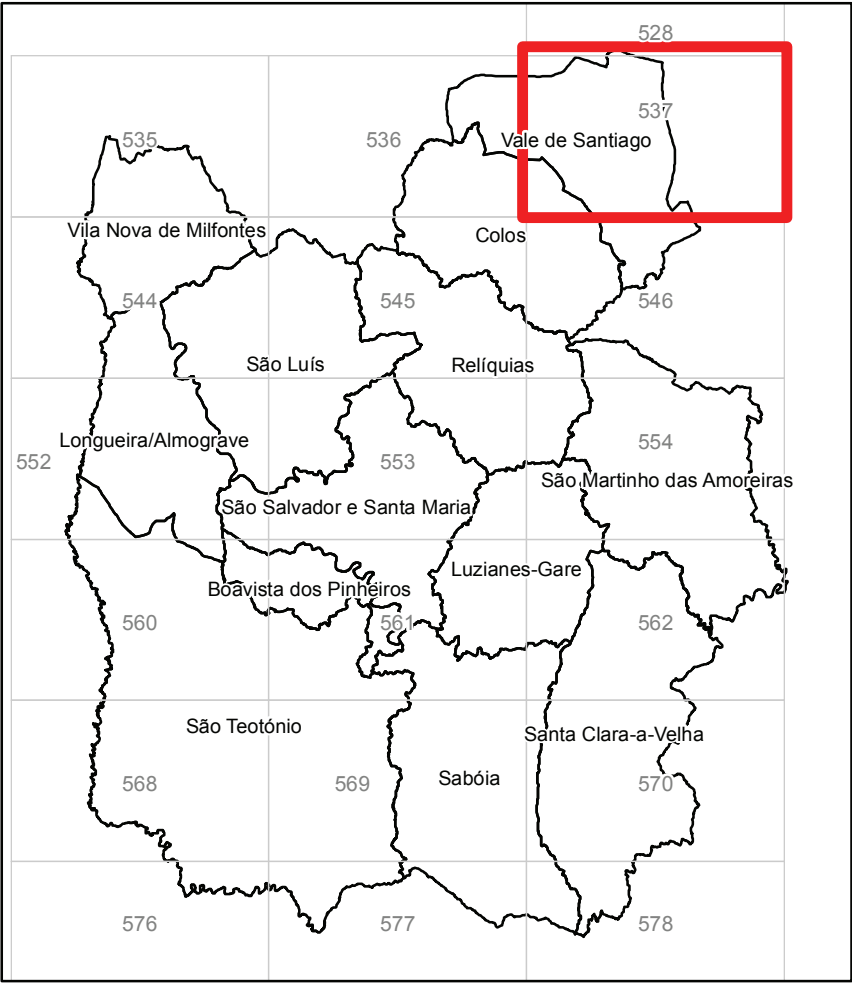 528
537
535
536
Vale de Santiago
Vila Nova de Milfontes
Colos
544
545
546
São Luís
Relíquias
Longueira/Almograve
554
552
553
São Martinho das Amoreiras
São Salvador e Santa Maria
Luzianes-Gare
Boavista dos Pinheiros
560
561
562
São Teotónio
Santa Clara-a-Velha
Sabóia
568
569
570
576
577
578